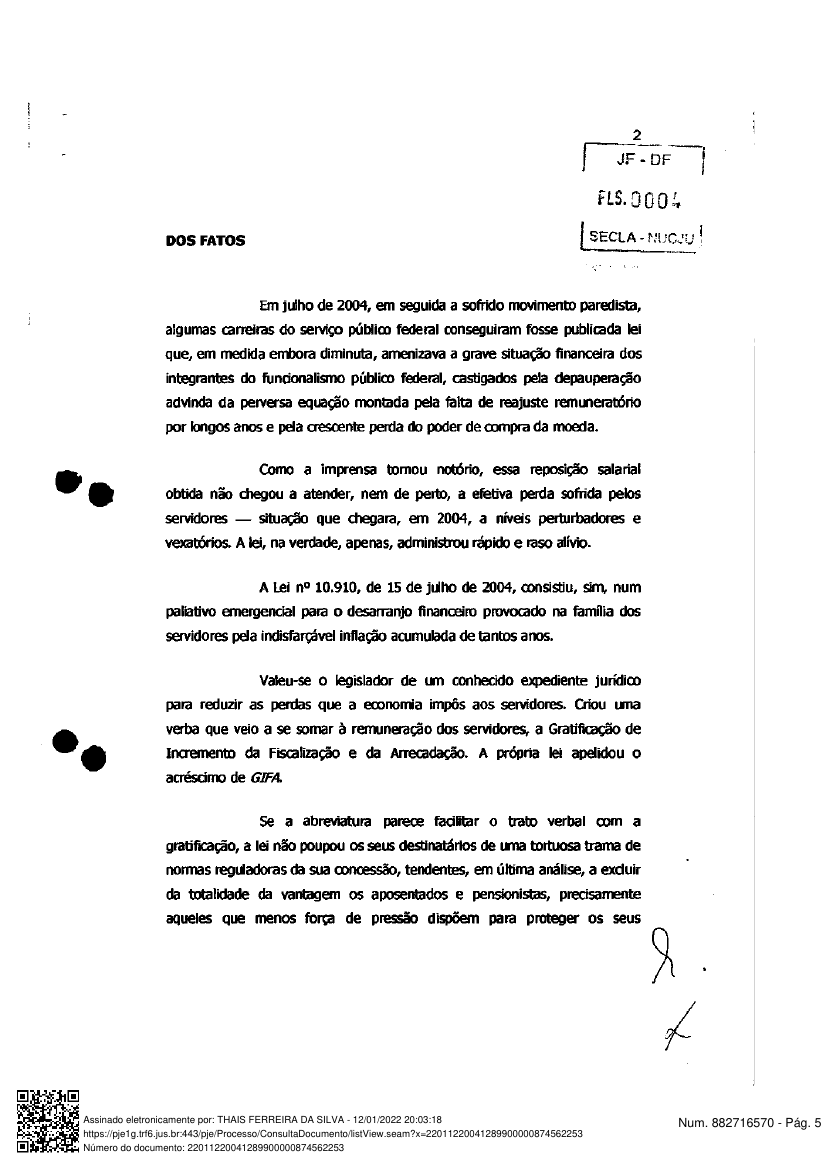 2
JF - DF
FLS. 0004
SECLA - NUCJU
DOS FATOS
Em julho de 2004, em seguida a sofrido movimento paredista,
algumas carreiras do serviço público federal conseguiram fosse publicada lei
que, em medida embora diminuta, amenizava a grave situação financeira dos
integrantes do funcionalismo público federal, castigados pela depauperação
advinda da perversa equação montada pela falta de reajuste remuneratório
por longos anos e pela crescente perda do poder de compra da moeda.
Como a imprensa tornou notório, essa reposição salarial
obtida não chegou a atender, nem de perto, a efetiva perda sofrida pelos
servidores — situação que chegara, em 2004, a níveis perturbadores e
vexatórios. A lei, na verdade, apenas, administrou rápido e raso alívio.
A Lei nº 10.910, de 15 de julho de 2004, consistiu, sim, num
paliativo emergencial para o desarranjo financeiro provocado na família dos
servidores pela indisfarçável inflação acumulada de tantos anos.
Valeu-se o legislador de um conhecido expediente jurídico
para reduzir as perdas que a economia impôs aos servidores. Criou uma
verba que veio a se somar à remuneração dos servidores, a Gratificação de
Incremento da Fiscalização e da Arrecadação. A própria lei apelidou o
acréscimo de GIFA.
Se a abreviatura parece facilitar o trato verbal com a
gratificação, a lei não poupou os seus destinatários de uma tortuosa trama de
normas reguladoras da sua concessão, tendentes, em última análise, a excluir
da totalidade da vantagem os aposentados e pensionistas, precisamente
aqueles que menos força de pressão dispõem para proteger os seus
Assinado eletronicamente por: THAIS FERREIRA DA SILVA - 12/01/2022 20:03:18
https://pje1g.trf6.jus.br:443/pje/Processo/ConsultaDocumento/listView.seam?x=22011220041289900000874562253
Número do documento: 22011220041289900000874562253
Num. 882716570 - Pág. 5